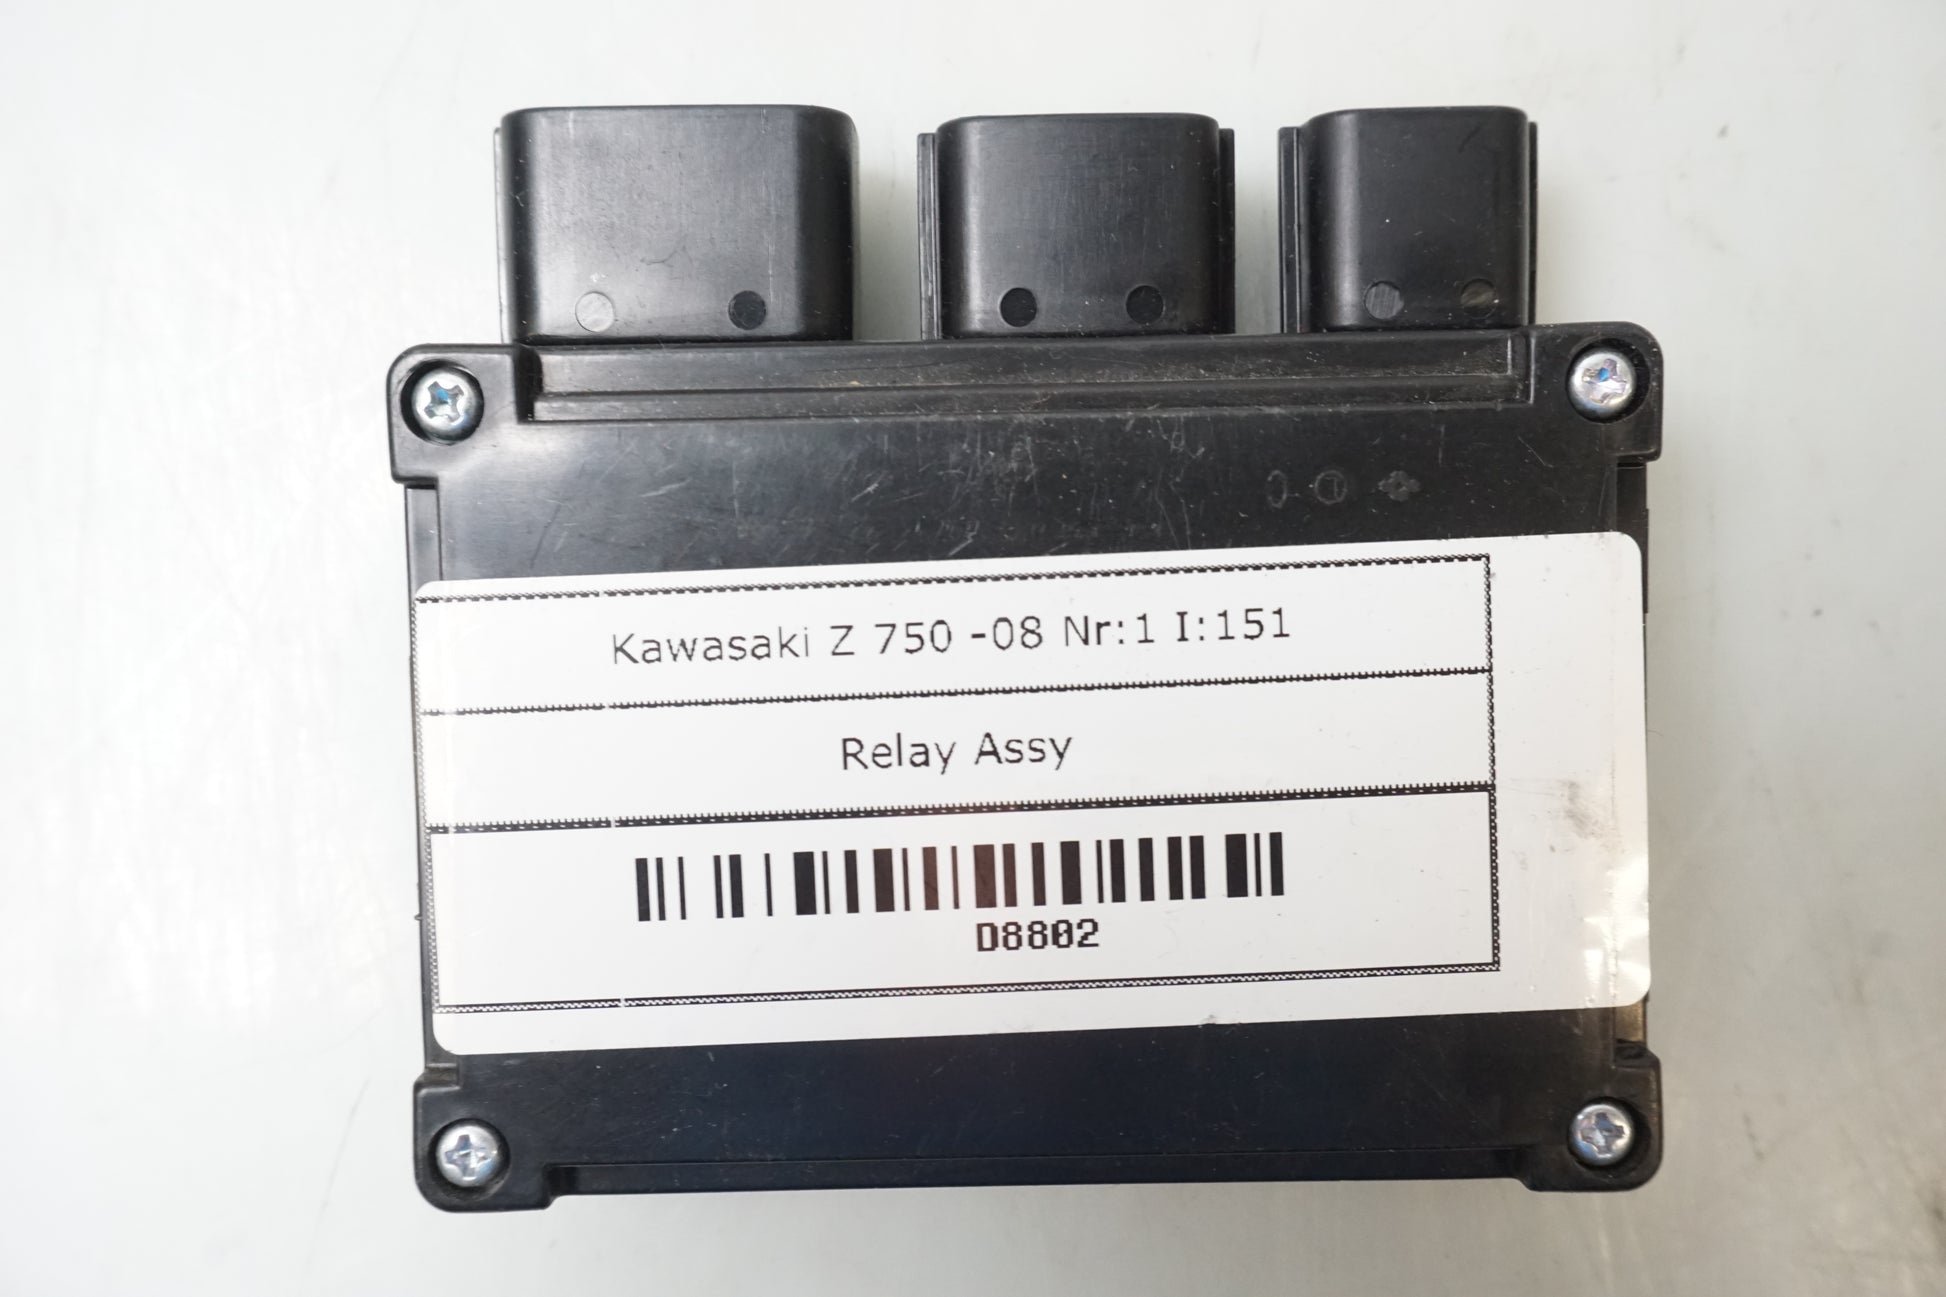 Kawasaki Z 750 -08 Nr:1 I:151
Relay Assy
D8802